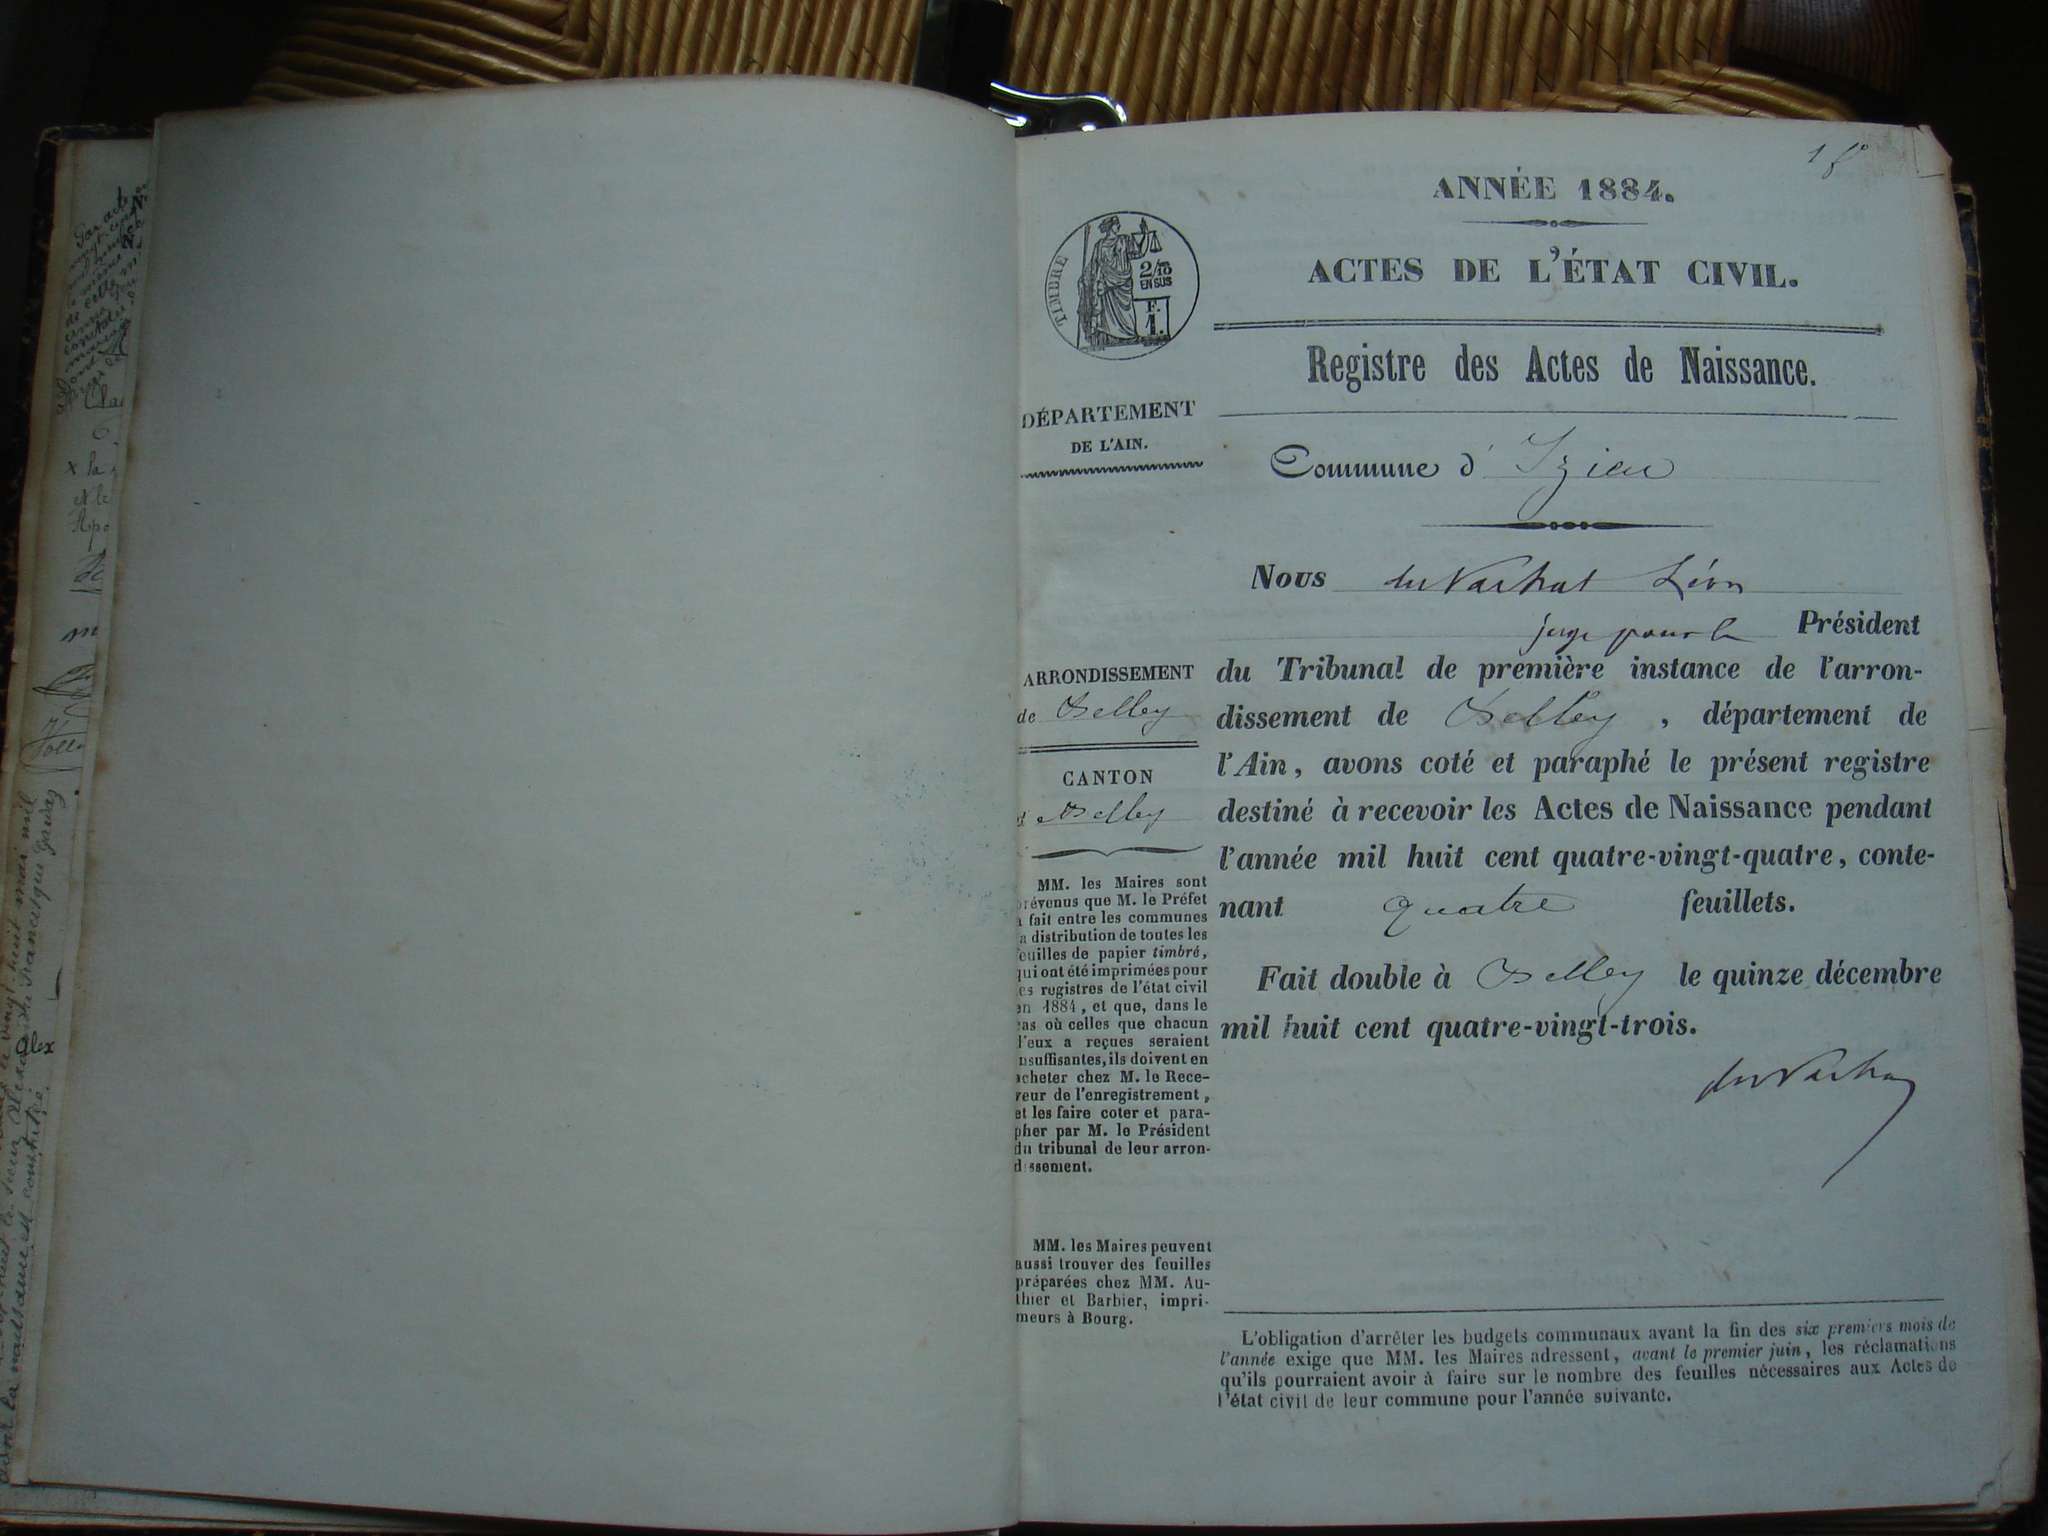 1 fo
ANNÉE 1884.
ACTES DE L'ÉTAT CIVIL.
TIMBRE
2/10
EN SUS
F.
1.
Registre des Actes de Naissance.
DÉPARTEMENT
DE L'AIN.
Commune d' Izieu
Nous du Vachat Léon
juge pour le Président
ARRONDISSEMENT
de Belley
du Tribunal de première instance de l'arron-
dissement de Belley, département de
l'Ain, avons coté et paraphé le présent registre
destiné à recevoir les Actes de Naissance pendant
l'année mil huit cent quatre-vingt-quatre, conte-
nant quatre feuillets.
Fait double à Belley le quinze décembre
mil huit cent quatre-vingt-trois.
du Vachat
CANTON
d Belley
MM. les Maires sont
prévenus que M. le Préfet
a fait entre les communes
la distribution de toutes les
feuilles de papier timbré,
qui ont été imprimées pour
les registres de l'état civil
en 1884, et que, dans le
cas où celles que chacun
d'eux a reçues seraient
insuffisantes, ils doivent en
acheter chez M. le Rece-
veur de l'enregistrement,
et les faire coter et para-
pher par M. le Président
du tribunal de leur arron-
dissement.
MM. les Maires peuvent
aussi trouver des feuilles
préparées chez MM. Au-
thier et Barbier, impri-
meurs à Bourg.
L'obligation d'arrêter les budgets communaux avant la fin des six premiers mois de
l'année exige que MM. les Maires adressent, avant le premier juin, les réclamations
qu'ils pourraient avoir à faire sur le nombre des feuilles nécessaires aux Actes de
l'état civil de leur commune pour l'année suivante.